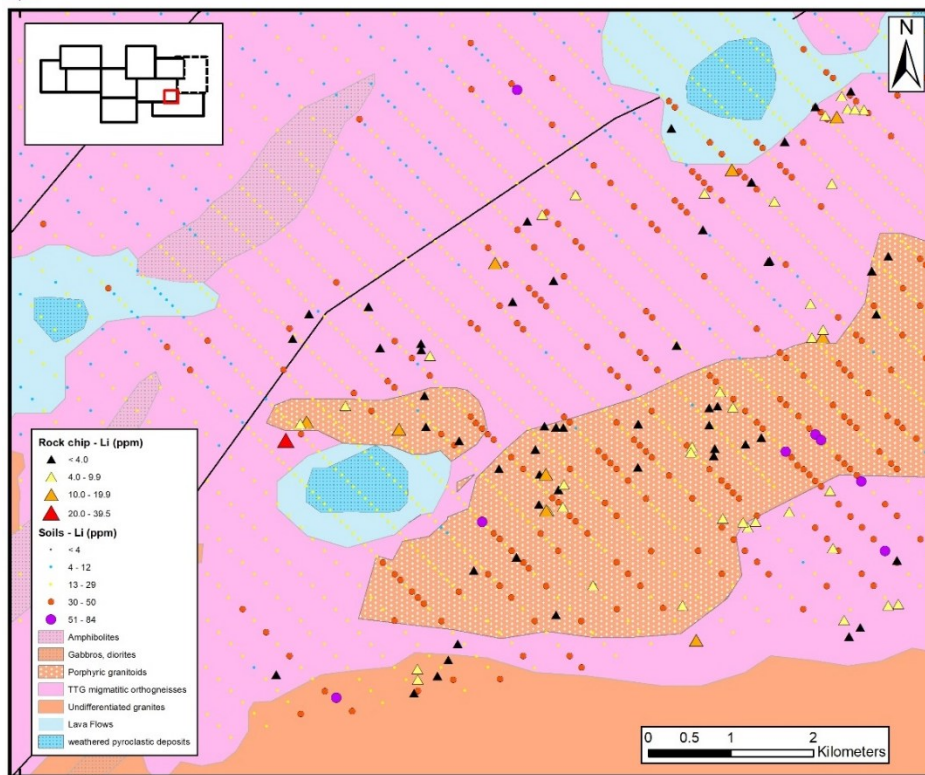 N
Rock chip - Li (ppm)
< 4.0
4.0 - 9.9
10.0 - 19.9
20.0 - 39.5
Soils - Li (ppm)
< 4
4 - 12
13 - 29
30 - 50
51 - 84
Amphibolites
Gabbros, diorites
Porphyric granitoids
TTG migmatitic orthogneisses
Undifferentiated granites
Lava Flows
weathered pyroclastic deposits
0 0.5 1 2
Kilometers